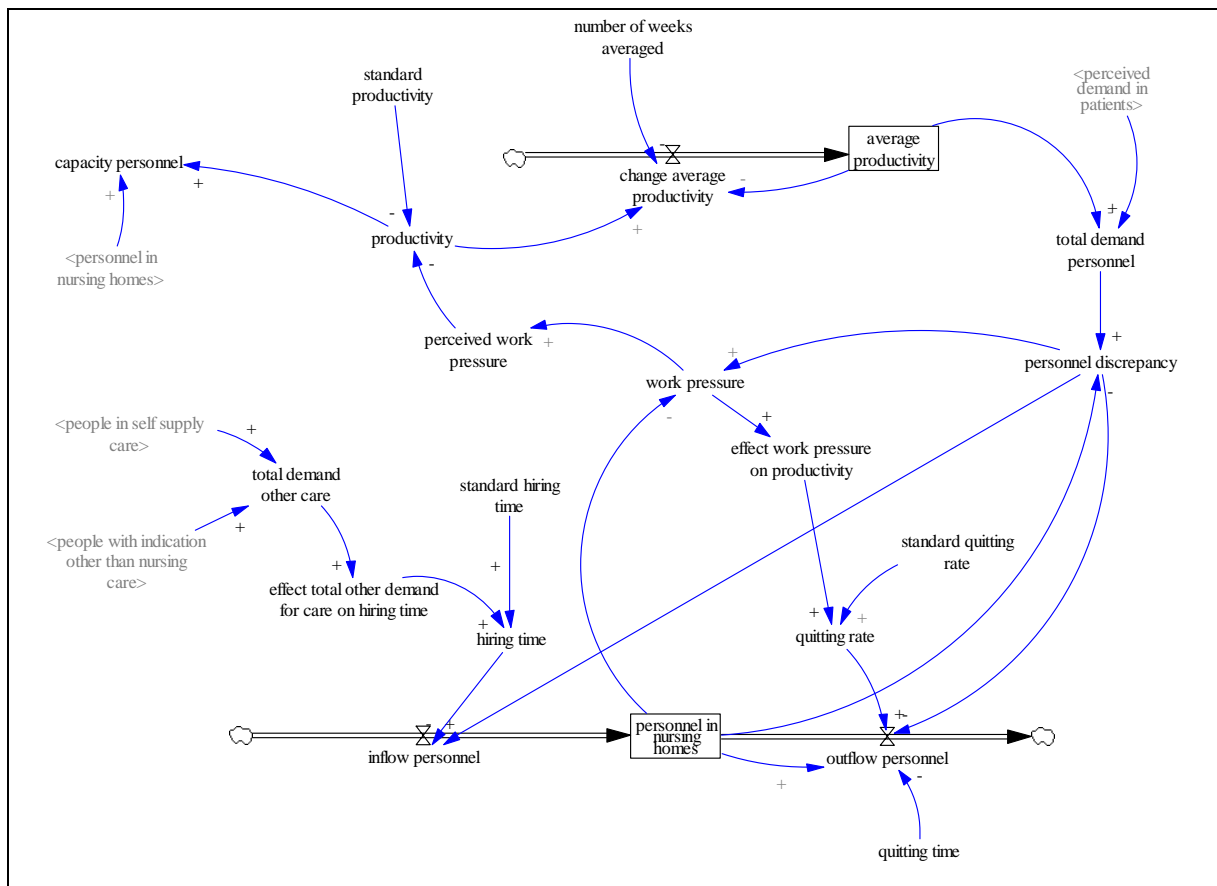 number of weeks
averaged
standard
productivity
<perceived
demand in
patients>
average
productivity
capacity personnel
change average
productivity
productivity
total demand
personnel
<personnel in
nursing homes>
perceived work
pressure
personnel discrepancy
work pressure
<people in self supply
care>
effect work pressure
on productivity
total demand
other care
standard hiring
time
<people with indication
other than nursing
care>
standard quitting
rate
effect total other demand
for care on hiring time
hiring time
quitting rate
personnel in
nursing
homes
inflow personnel
outflow personnel
quitting time